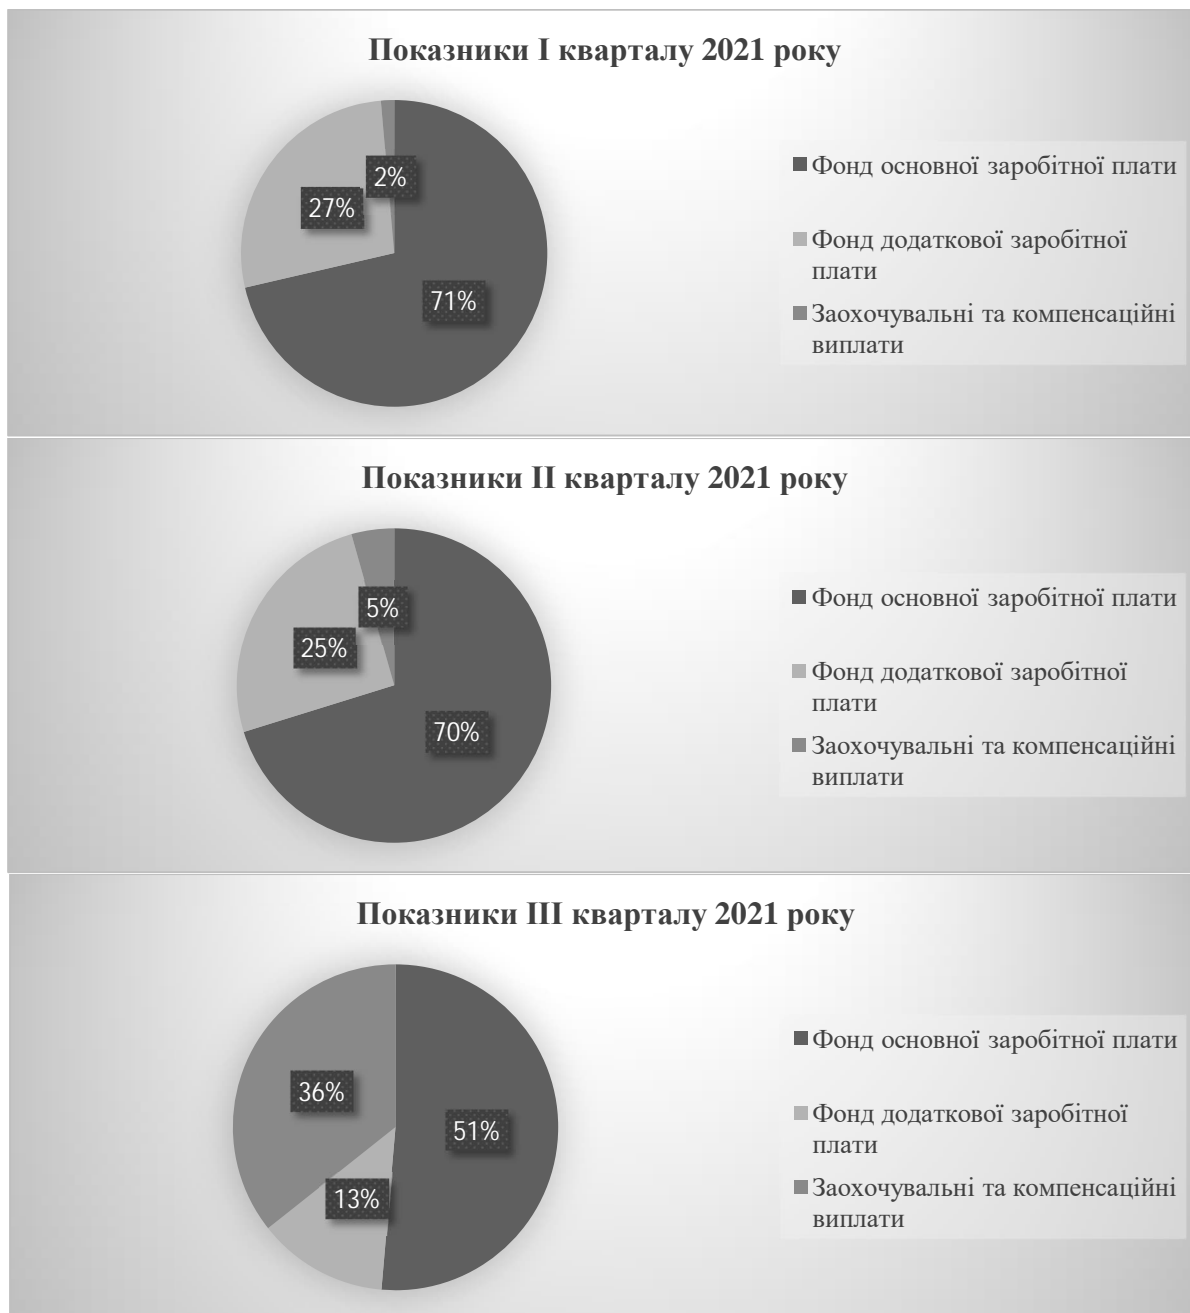 Показники І кварталу 2021 року
2%
27%
71%
Фонд основної заробітної плати
Фонд додаткової заробітної
плати
Заохочувальні та компенсаційні
виплати
Показники ІІ кварталу 2021 року
5%
25%
70%
Фонд основної заробітної плати
Фонд додаткової заробітної
плати
Заохочувальні та компенсаційні
виплати
Показники ІІІ кварталу 2021 року
36%
51%
13%
Фонд основної заробітної плати
Фонд додаткової заробітної
плати
Заохочувальні та компенсаційні
виплати